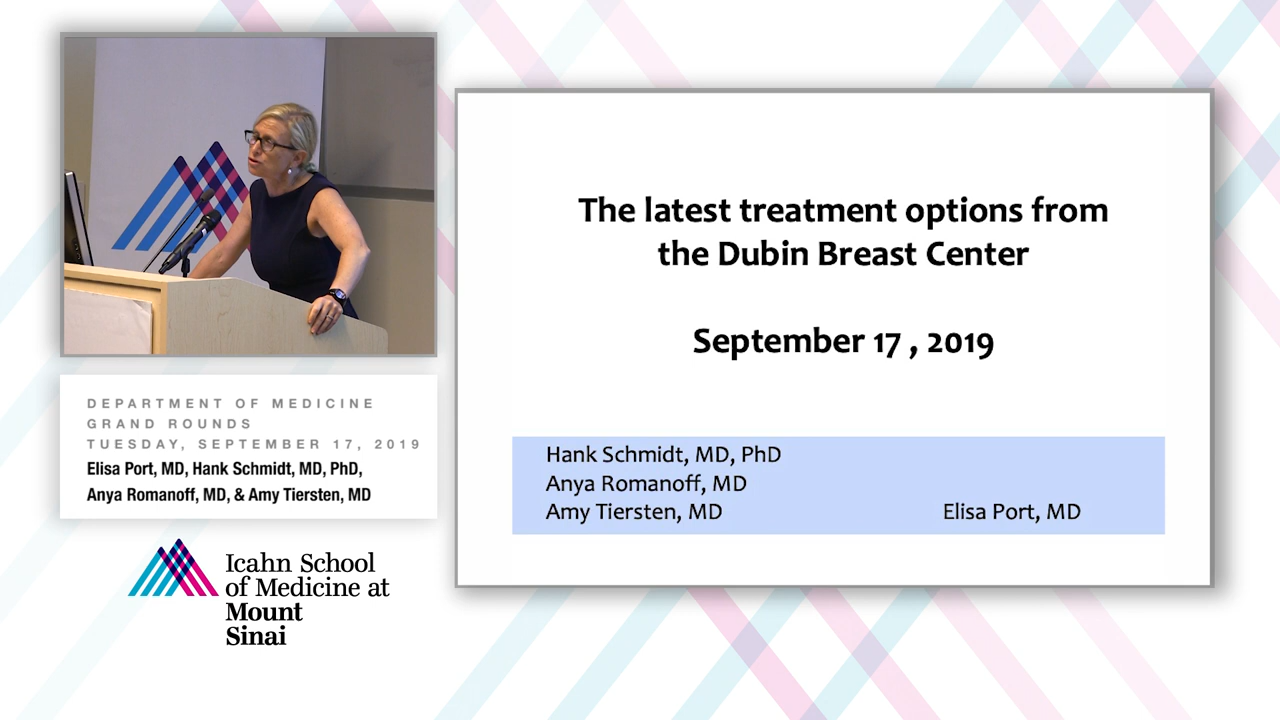 The latest treatment options from
the Dubin Breast Center
September 17 , 2019
Hank Schmidt, MD, PhD
Anya Romanoff, MD
Amy Tiersten, MD
Elisa Port, MD
DEPARTMENT OF MEDICINE
GRAND ROUNDS
TUESDAY, SEPTEMBER 17, 2019
Elisa Port, MD, Hank Schmidt, MD, PhD,
Anya Romanoff, MD, & Amy Tiersten, MD
Icahn School
of Medicine at
Mount
Sinai